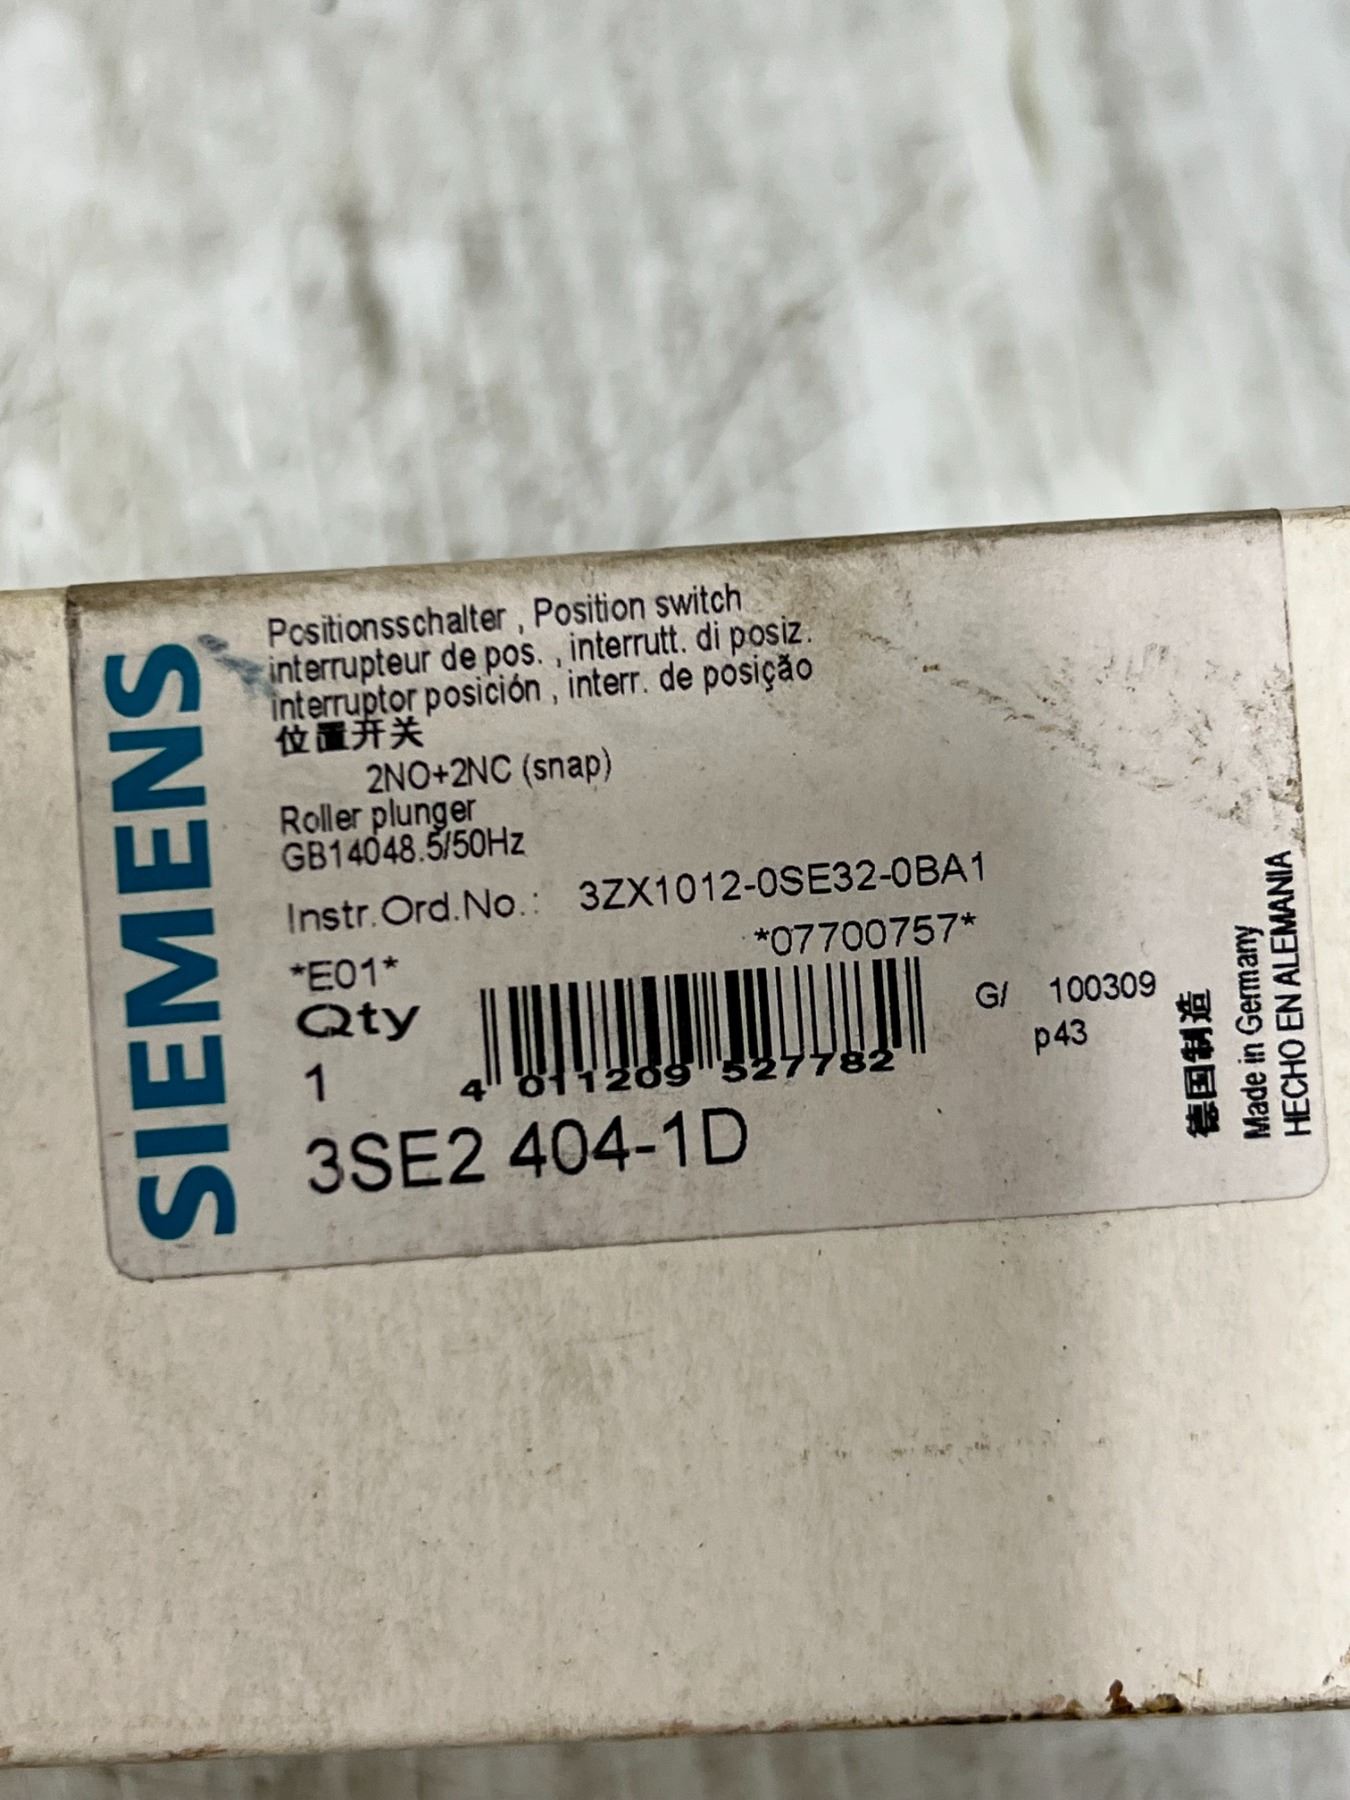 SIEMENS
Positionsschalter , Position switch
interrupteur de pos. , interrutt. di posiz.
interruptor posición , interr. de posição
位置开关
2NO+2NC (snap)
Roller plunger
GB14048.5/50Hz
Instr.Ord.No.: 3ZX1012-0SE32-0BA1
*07700757*
*E01*
Qty
1
4 011209 527782
G/ 100309
p43
3SE2 404-1D
德国制造
Made in Germany
HECHO EN ALEMANIA